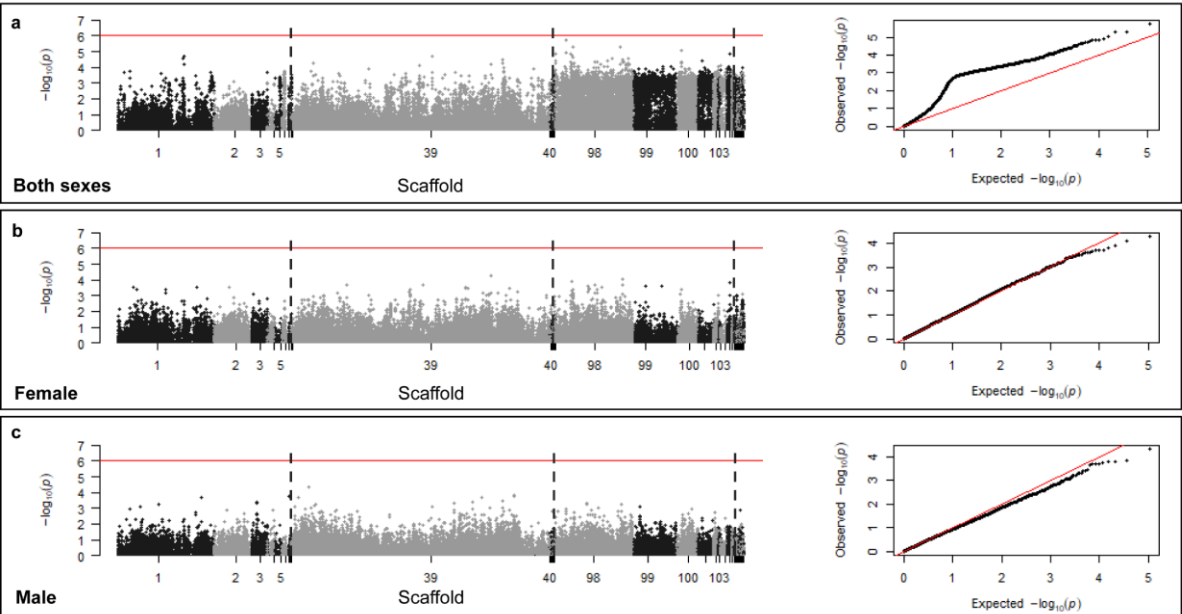 a
7
6
5
4
3
2
1
0
−log10(p)
1 2 3 5 39 40 98 99 100 103
Both sexes
Scaffold
5
4
3
2
1
0
Observed −log10(p)
0 1 2 3 4 5
Expected −log10(p)
b
7
6
5
4
3
2
1
0
−log10(p)
1 2 3 5 39 40 98 99 100 103
Female
Scaffold
4
3
2
1
0
Observed −log10(p)
0 1 2 3 4 5
Expected −log10(p)
c
7
6
5
4
3
2
1
0
−log10(p)
1 2 3 5 39 40 98 99 100 103
Male
Scaffold
4
3
2
1
0
Observed −log10(p)
0 1 2 3 4 5
Expected −log10(p)